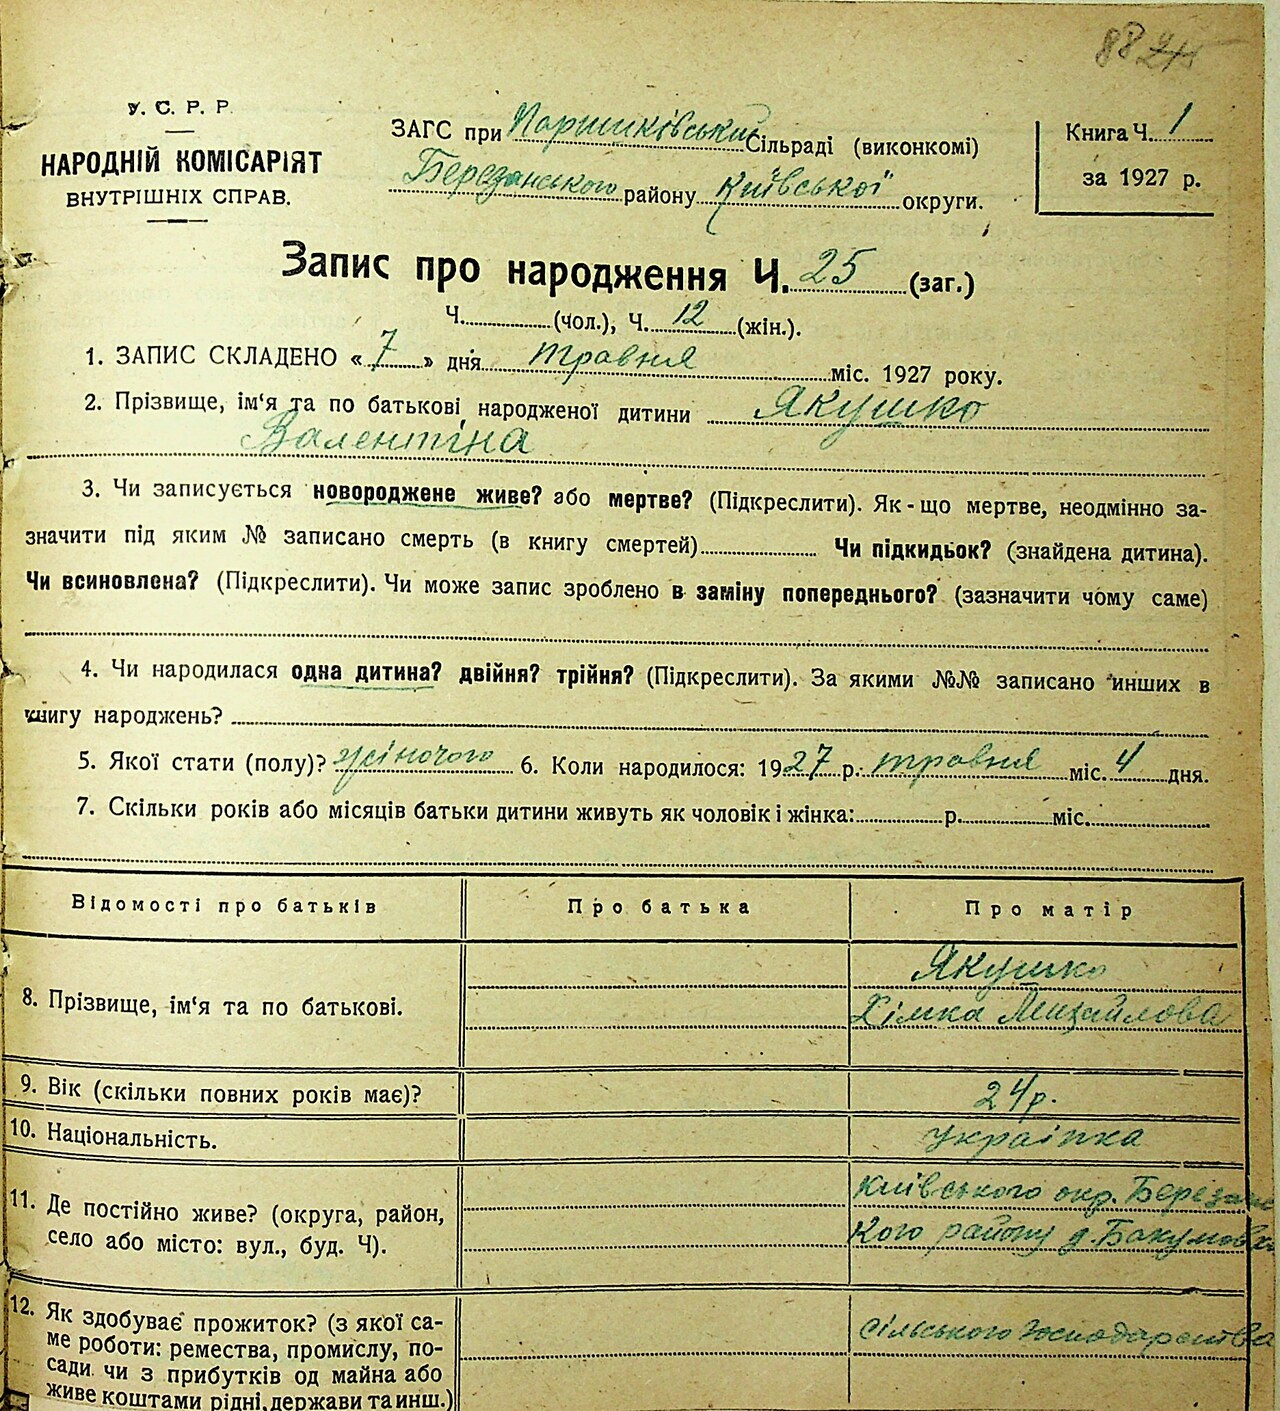 88
У. С. Р. Р.
НАРОДНІЙ КОМІСАРІЯТ
ВНУТРІШНІХ СПРАВ.
ЗАГС при Паришківський Сільраді (виконкомі)
Березанського району Київської округи.
Книга Ч. 1
за 1927 р.
Запис про народження Ч. 25 (заг.)
Ч. (чол.), Ч. 12 (жін.).
1. ЗАПИС СКЛАДЕНО « 7 » дня травня міс. 1927 року.
2. Прізвище, ім‘я та по батькові народженої дитини Якушко
Валентіна
3. Чи записується новороджене живе? або мертве? (Підкреслити). Як-що мертве, неодмінно за-
значити під яким № записано смерть (в книгу смертей) Чи підкидьок? (знайдена дитина).
Чи всиновлена? (Підкреслити). Чи може запис зроблено в заміну попереднього? (зазначити чому саме)
4. Чи народилася одна дитина? двійня? трійня? (Підкреслити). За якими №№ записано инших в
книгу народжень?
5. Якої стати (полу)? жіночого 6. Коли народилося: 1927 р. травня міс. 4 дня.
7. Скільки років або місяців батьки дитини живуть як чоловік і жінка: р. міс.
Відомості про батьків Про батька Про матір
8. Прізвище, ім‘я та по батькові. Якушко
Хімка Михайлова
9. Вік (скільки повних років має)? 24 р.
10. Національність. українка
11. Де постійно живе? (округа, район,
село або місто: вул., буд. Ч).
Київського окр. Березанс
кого району д. Бакумовка
12. Як здобуває прожиток? (з якої са-
ме роботи: ремества, промислу, по-
сади чи з прибутків од майна або
живе коштами рідні, держави та инш.)
сільського господарства